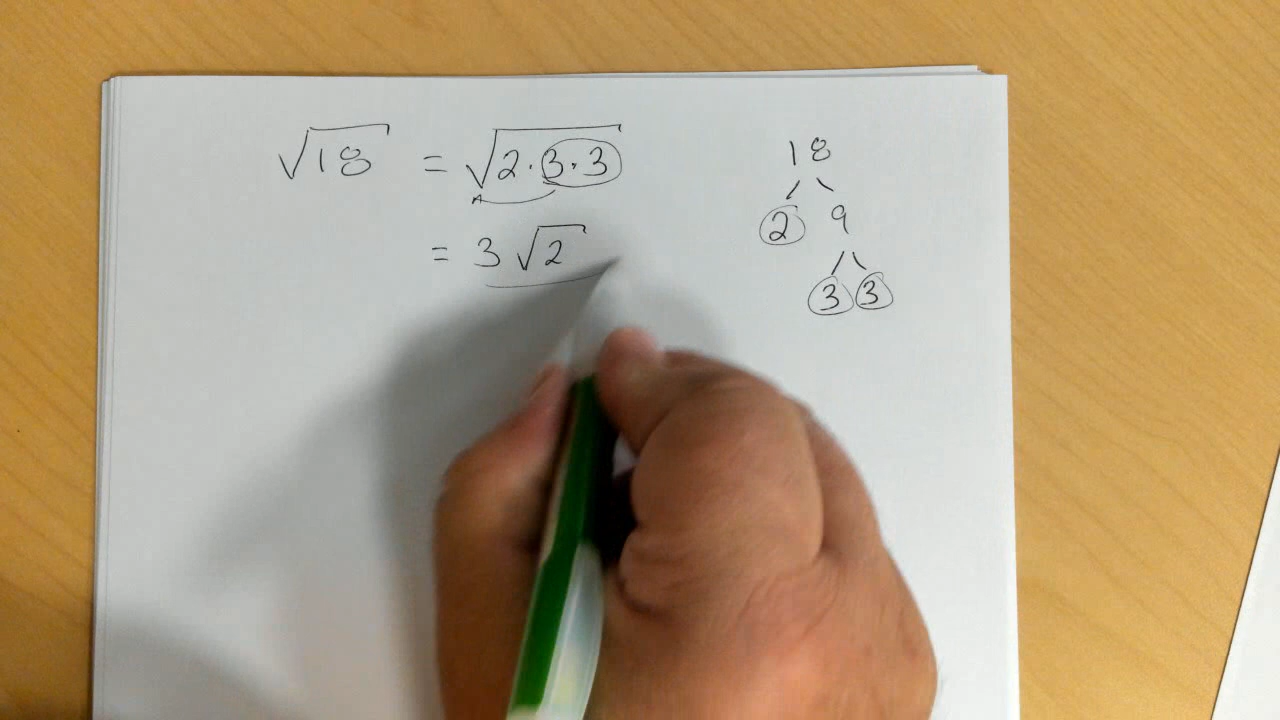 √18 = √2·3·3
= 3√2
18
2 9
3 3